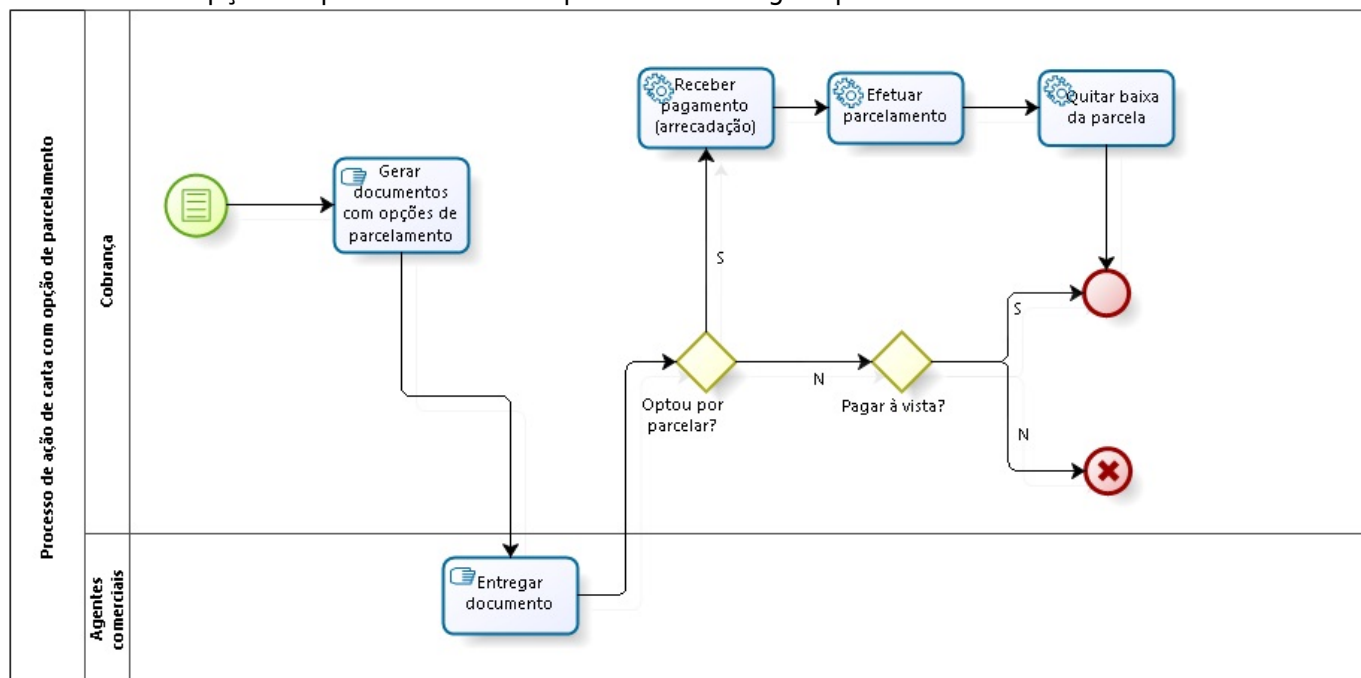 Processo de ação de carta com opção de parcelamento
Cobrança
Gerar
documentos
com opções de
parcelamento
Receber
pagamento
(arrecadação)
Efetuar
parcelamento
Quitar baixa
da parcela
S
Optou por
parcelar?
N
Pagar à vista?
S
N
Agentes
comerciais
Entregar
documento